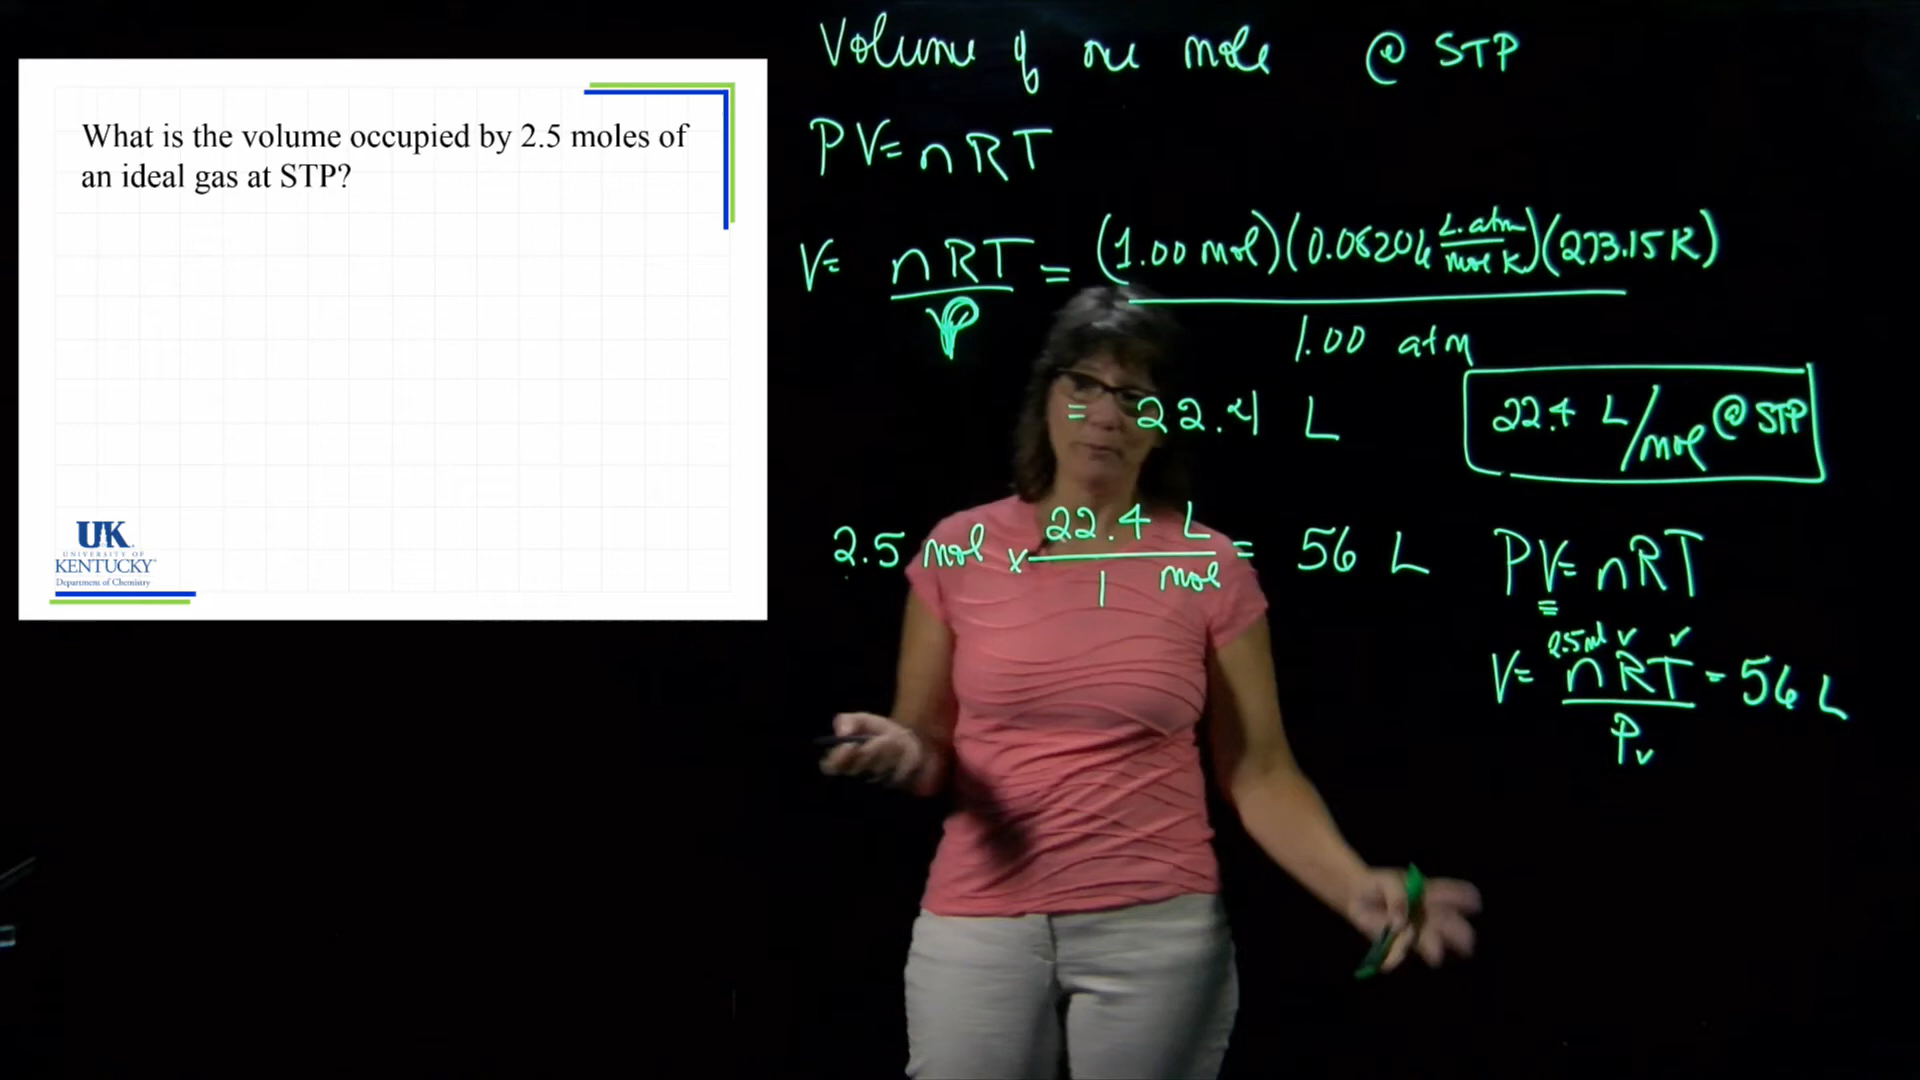 What is the volume occupied by 2.5 moles of
an ideal gas at STP?
UK
UNIVERSITY OF
KENTUCKY
Department of Chemistry
Volume of one mole @ STP
PV = nRT
V = nRT/P = (1.00 mol)(0.08206 L·atm/mol K)(273.15 K)
1.00 atm
= 22.4 L
22.4 L/mol @ STP
2.5 mol x 22.4 L / 1 mol = 56 L
PV = nRT
2.5 mol ✓ ✓
V = nRT/P ✓ = 56 L